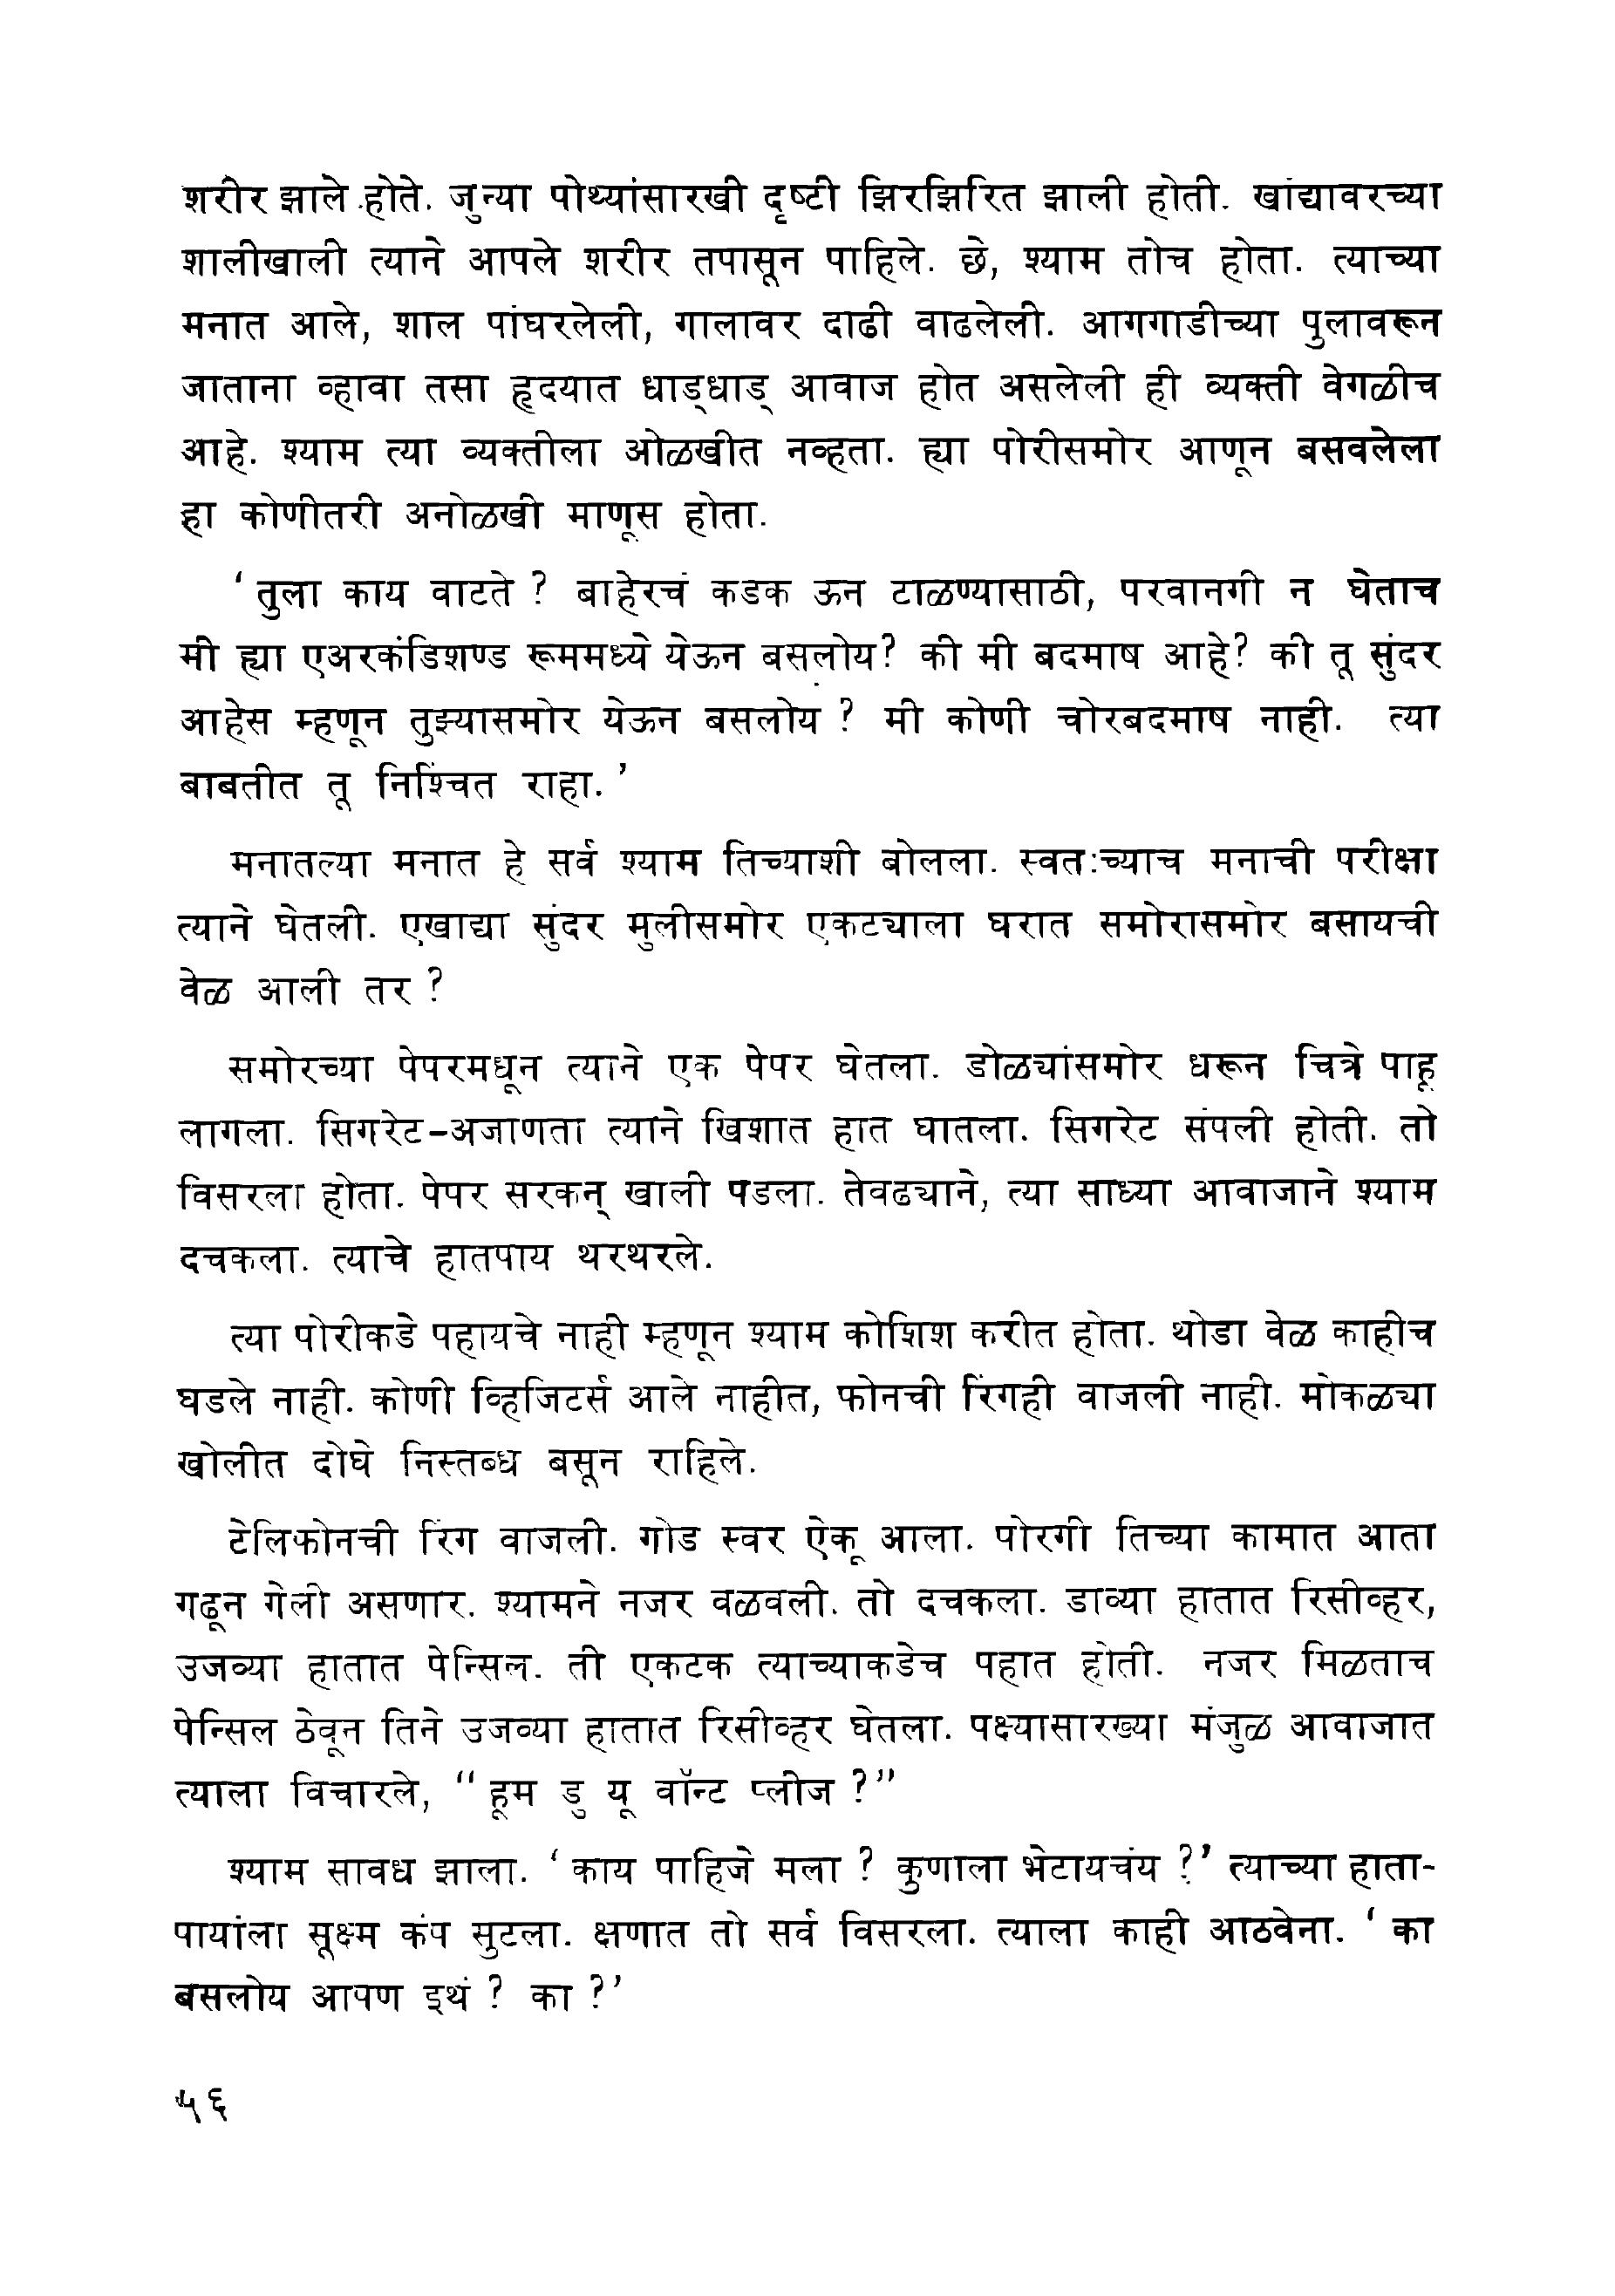 शरीर झाले होते. जुन्या पोथ्यांसारखी दृष्टी झिरझिरित झाली होती. खांद्यावरच्या
शालीखाली त्याने आपले शरीर तपासून पाहिले. छे, श्याम तोच होता. त्याच्या
मनात आले, शाल पांघरलेली, गालावर दाढी वाढलेली. आगगाडीच्या पुलावरून
जाताना व्हावा तसा हृदयात धाड्धाड् आवाज होत असलेली ही व्यक्ती वेगळीच
आहे. श्याम त्या व्यक्तीला ओळखीत नव्हता. ह्या पोरीसमोर आणून बसवलेला
हा कोणीतरी अनोळखी माणूस होता.
‘ तुला काय वाटते ? बाहेरचं कडक ऊन टाळण्यासाठी, परवानगी न घेताच
मी ह्या एअरकंडिशण्ड रूममध्ये येऊन बसलोय? की मी बदमाष आहे? की तू सुंदर
आहेस म्हणून तुझ्यासमोर येऊन बसलोय ? मी कोणी चोरबदमाष नाही. त्या
बाबतीत तू निश्चिंत राहा. ’
मनातल्या मनात हे सर्व श्याम तिच्याशी बोलला. स्वतःच्याच मनाची परीक्षा
त्याने घेतली. एखाद्या सुंदर मुलीसमोर एकट्याला घरात समोरासमोर बसायची
वेळ आली तर ?
समोरच्या पेपरमधून त्याने एक पेपर घेतला. डोळ्यांसमोर धरून चित्रे पाहू
लागला. सिगरेट-अजाणता त्याने खिशात हात घातला. सिगरेट संपली होती. तो
विसरला होता. पेपर सरकन् खाली पडला. तेवढ्याने, त्या साध्या आवाजाने श्याम
दचकला. त्याचे हातपाय थरथरले.
त्या पोरीकडे पहायचे नाही म्हणून श्याम कोशिश करीत होता. थोडा वेळ काहीच
घडले नाही. कोणी व्हिजिटर्स आले नाहीत, फोनची रिंगही वाजली नाही. मोकळ्या
खोलीत दोघे निस्तब्ध बसून राहिले.
टेलिफोनची रिंग वाजली. गोड स्वर ऐकू आला. पोरगी तिच्या कामात आता
गढून गेली असणार. श्यामने नजर वळवली. तो दचकला. डाव्या हातात रिसीव्हर,
उजव्या हातात पेन्सिल. ती एकटक त्याच्याकडेच पहात होती. नजर मिळताच
पेन्सिल ठेवून तिने उजव्या हातात रिसीव्हर घेतला. पक्ष्यासारख्या मंजुळ आवाजात
त्याला विचारले, “ हूम डु यू वॉन्ट प्लीज ?”
श्याम सावध झाला. ‘ काय पाहिजे मला ? कुणाला भेटायचंय ?’ त्याच्या हाता-
पायांला सूक्ष्म कंप सुटला. क्षणात तो सर्व विसरला. त्याला काही आठवेना. ‘ का
बसलोय आपण इथं ? का ?’
५६